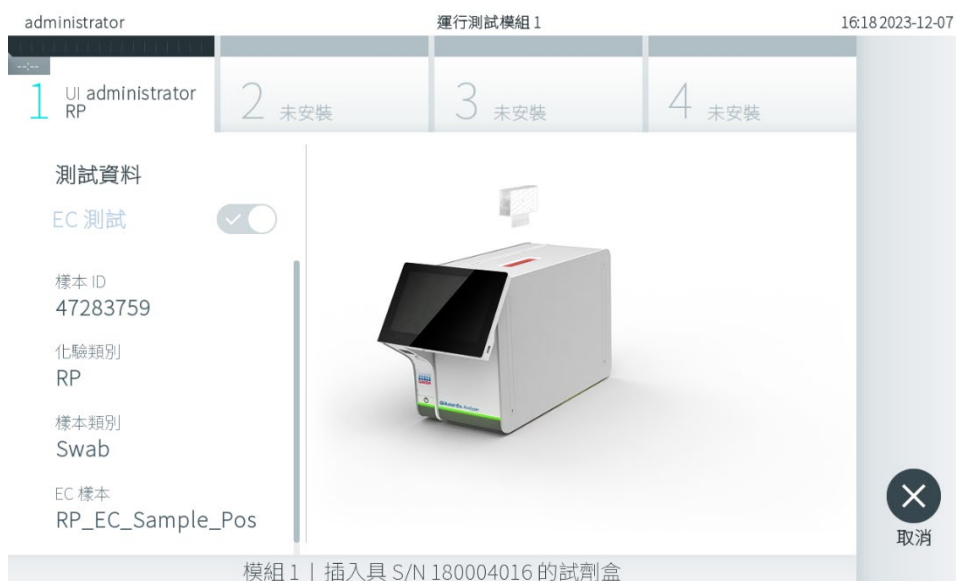 administrator
運行測試模組 1
16:18 2023-12-07
--:--
1 UI administrator
RP
2 未安裝
3 未安裝
4 未安裝
測試資料
EC 測試
樣本 ID
47283759
化驗類別
RP
樣本類別
Swab
EC 樣本
RP_EC_Sample_Pos
取消
模組 1 | 插入具 S/N 180004016 的試劑盒